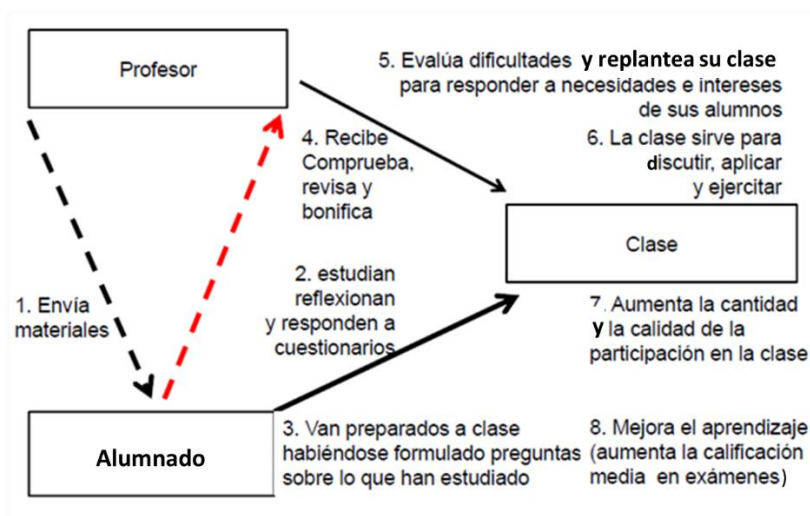 Profesor
5. Evalúa dificultades y replantea su clase
para responder a necesidades e intereses
de sus alumnos
4. Recibe
Comprueba,
revisa y
bonifica
6. La clase sirve para
discutir, aplicar
y ejercitar
Clase
1. Envía
materiales
2. estudian
reflexionan
y responden a
cuestionarios
7. Aumenta la cantidad
y la calidad de la
participación en la clase
Alumnado
3. Van preparados a clase
habiéndose formulado preguntas
sobre lo que han estudiado
8. Mejora el aprendizaje
(aumenta la calificación
media en exámenes)